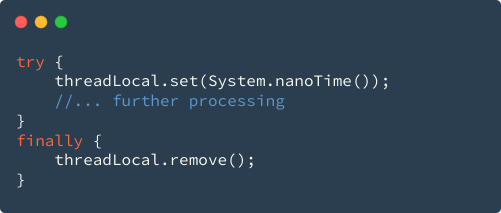 try {
    threadLocal.set(System.nanoTime());
    //... further processing
}
finally {
    threadLocal.remove();
}